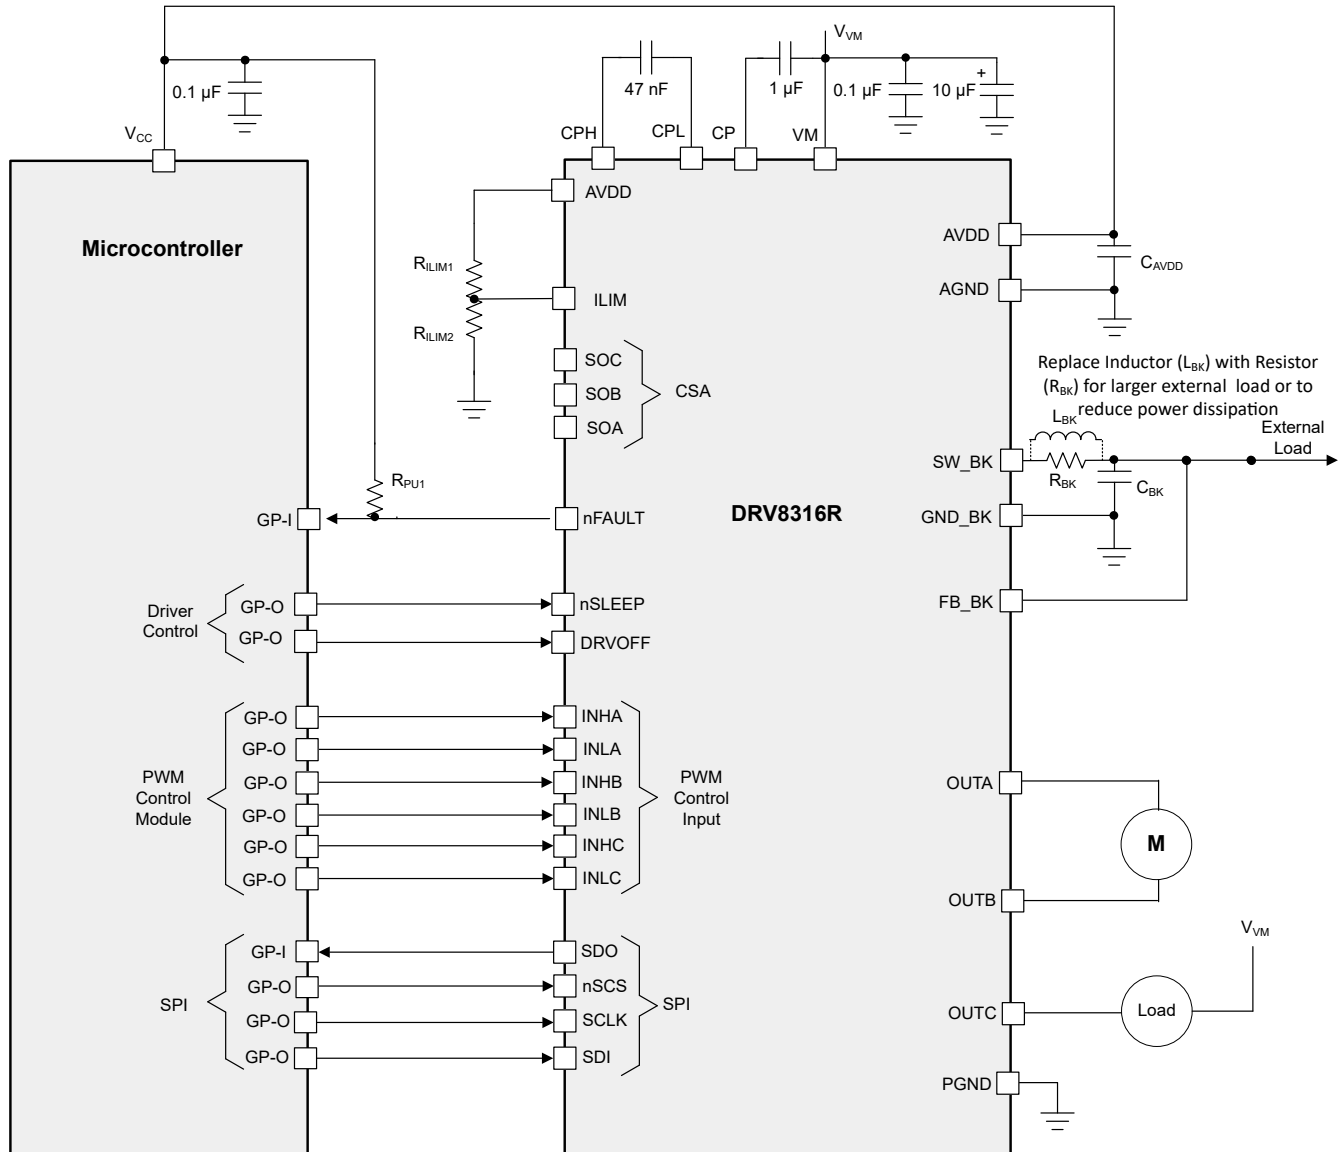 V_VM
+
0.1 µF
47 nF
1 µF
0.1 µF
10 µF
V_CC
CPH
CPL
CP
VM
AVDD
Microcontroller
R_ILIM1
ILIM
R_ILIM2
SOC
SOB
SOA
CSA
AVDD
C_AVDD
AGND
Replace Inductor (L_BK) with Resistor
(R_BK) for larger external load or to
reduce power dissipation
L_BK
External
Load
SW_BK
R_BK
C_BK
R_PU1
GP-I
nFAULT
DRV8316R
GND_BK
Driver
Control
GP-O
nSLEEP
FB_BK
GP-O
DRVOFF
PWM
Control
Module
GP-O
INHA
GP-O
INLA
GP-O
INHB
GP-O
INLB
GP-O
INHC
GP-O
INLC
PWM
Control
Input
OUTA
M
OUTB
V_VM
SPI
GP-I
SDO
GP-O
nSCS
GP-O
SCLK
GP-O
SDI
SPI
OUTC
Load
PGND